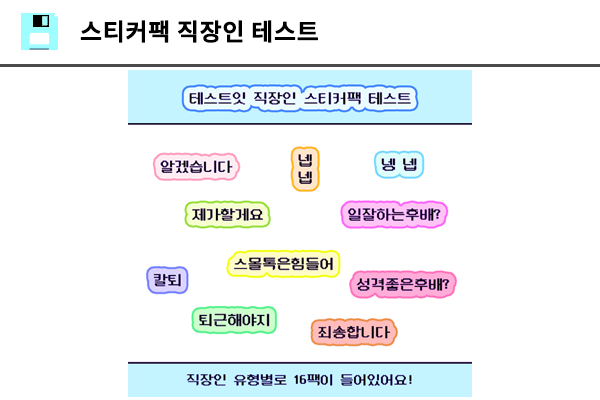 스티커팩 직장인 테스트
테스트잇 직장인 스티커팩 테스트
알겠습니다
넵
넵
넹 넵
제가할게요
일잘하는후배?
스몰톡은힘들어
칼퇴
성격좋은후배?
퇴근해야지
죄송합니다
직장인 유형별로 16팩이 들어있어요!